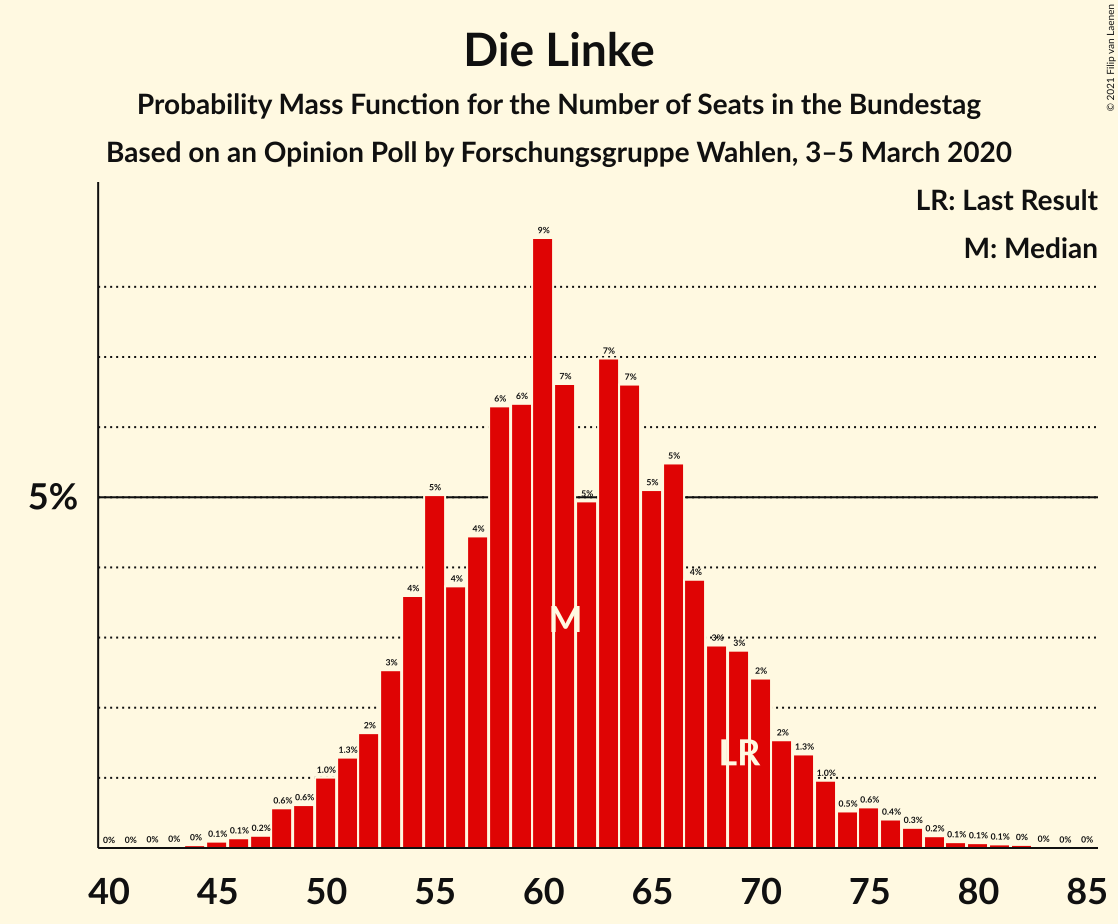 © 2021 Filip van Laenen
Die Linke
Probability Mass Function for the Number of Seats in the Bundestag
Based on an Opinion Poll by Forschungsgruppe Wahlen, 3–5 March 2020
LR: Last Result
M: Median
5%
0% 0% 0% 0% 0% 0.1% 0.1% 0.2% 0.6% 0.6% 1.0% 1.3% 2% 3% 4% 5% 4% 4% 6% 6% 9% 7% 5% 7% 7% 5% 5% 4% 3% 3% 2% 2% 1.3% 1.0% 0.5% 0.6% 0.4% 0.3% 0.2% 0.1% 0.1% 0.1% 0% 0% 0% 0%
M
LR
40 45 50 55 60 65 70 75 80 85